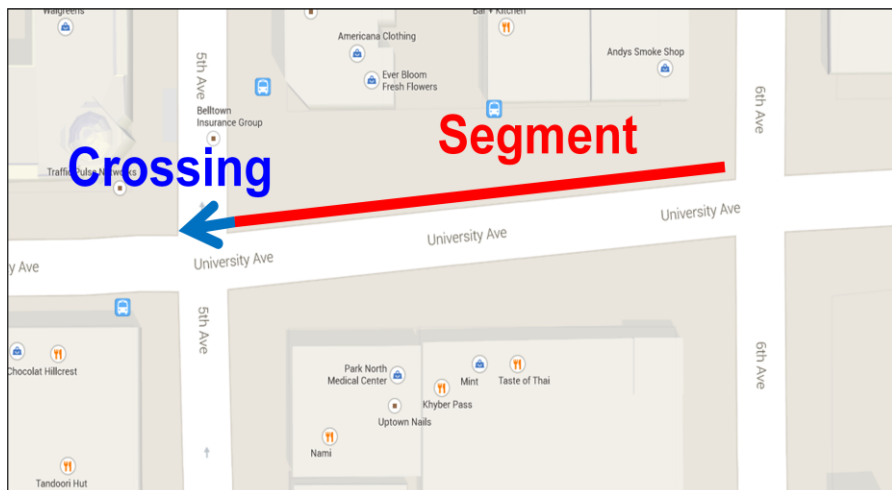 Walgreens
Bar + Kitchen
Americana Clothing
Andys Smoke Shop
5th Ave
Ever Bloom
Fresh Flowers
6th Ave
Belltown
Insurance Group
Segment
Crossing
Traffic Pulse Networks
University Ave
University Ave
University Ave
y Ave
5th Ave
6th Ave
Chocolat Hillcrest
Park North
Medical Center
Mint
Taste of Thai
Khyber Pass
Uptown Nails
Nami
Tandoori Hut